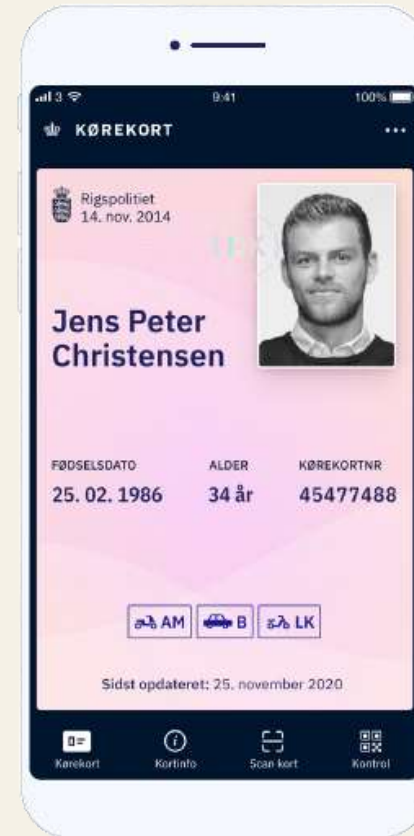 3
9:41
100%
KØREKORT
Rigspolitiet
14. nov. 2014
Jens Peter
Christensen
FØDSELSDATO ALDER KØREKORTNR
25. 02. 1986 34 år 45477488
AM B LK
Sidst opdateret: 25. november 2020
Kørekort Kortinfo Scan kort Kontrol